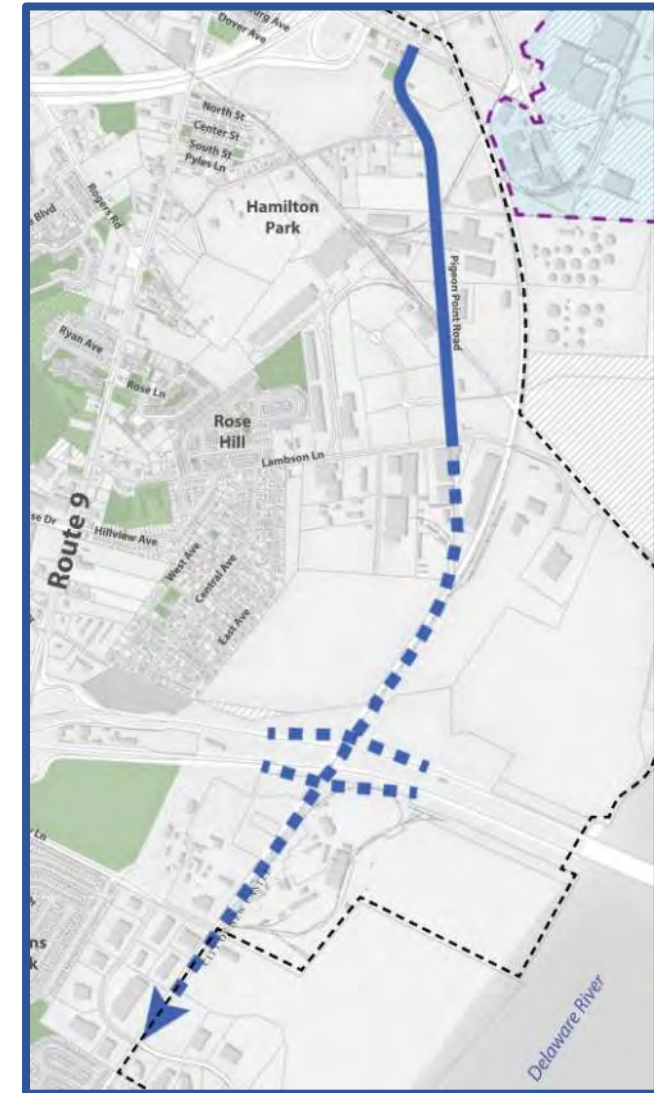 Dover Ave
North St
Center St
South St
Pyles Ln
Hamilton
Park
Rogers Rd
Blvd
Pigeon Point Road
Ryan Ave
Rose Ln
Rose
Hill
Lambson Ln
Route 9
Hillview Ave
West Ave
Central Ave
East Ave
Ln
Delaware River